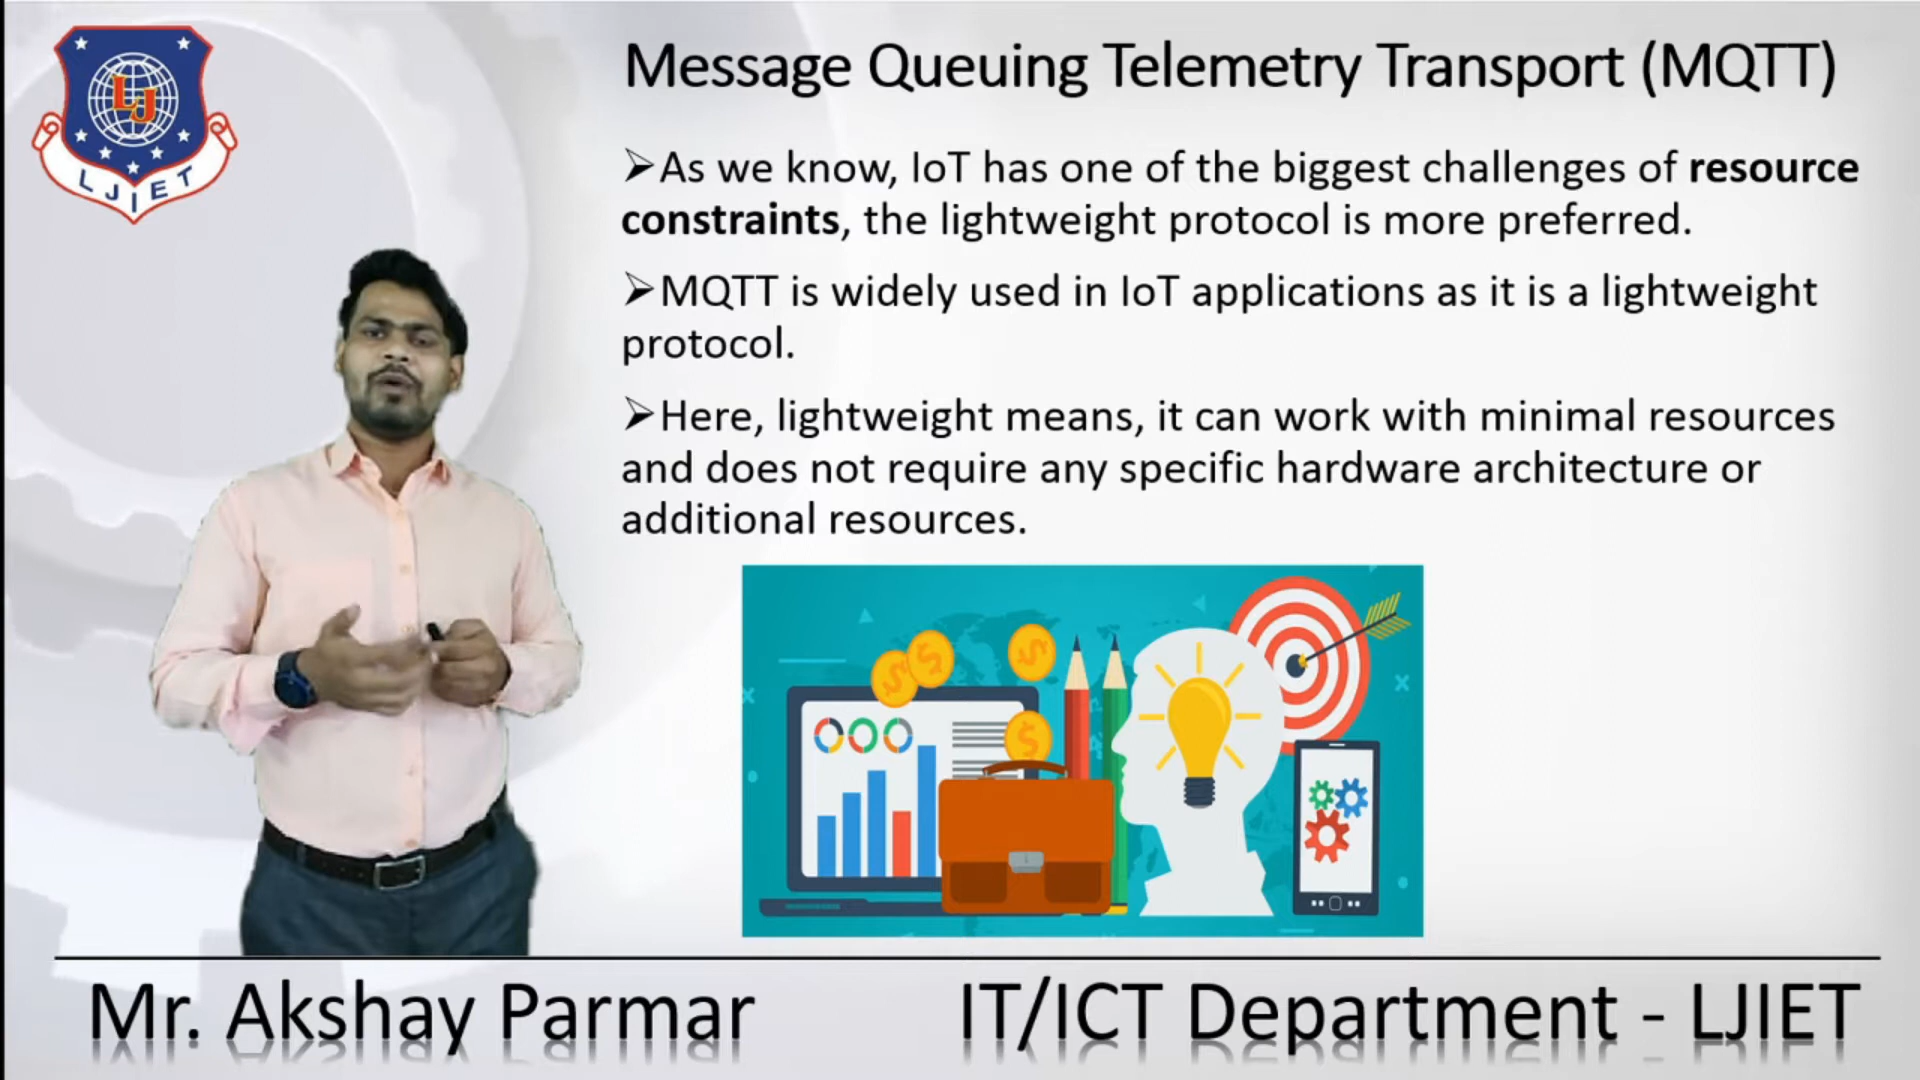 LJ
LJIET
Message Queuing Telemetry Transport (MQTT)
➢As we know, IoT has one of the biggest challenges of resource
constraints, the lightweight protocol is more preferred.
➢MQTT is widely used in IoT applications as it is a lightweight
protocol.
➢Here, lightweight means, it can work with minimal resources
and does not require any specific hardware architecture or
additional resources.
Mr. Akshay Parmar
IT/ICT Department - LJIET